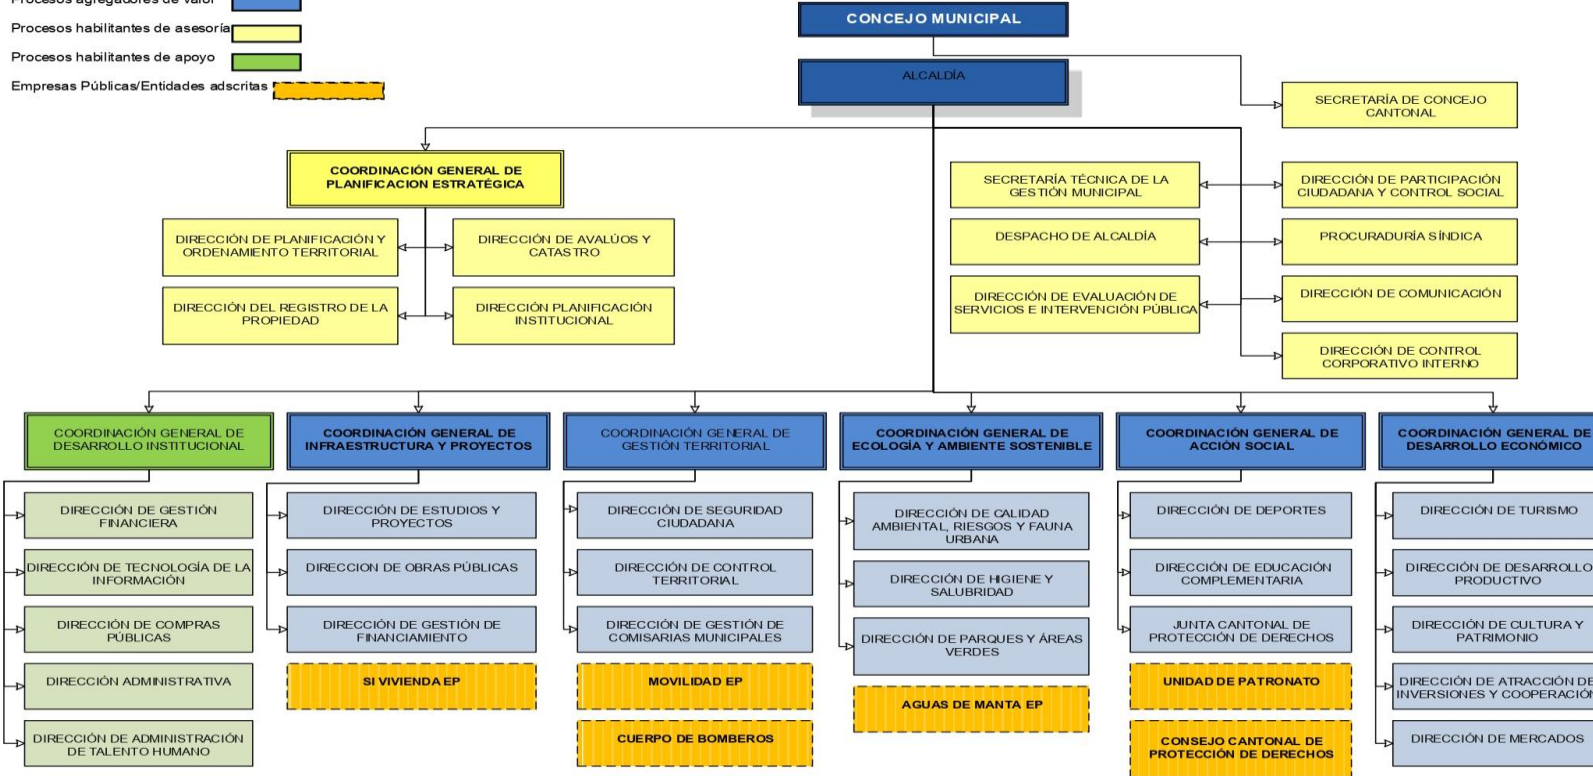 Procesos agregadores de valor
Procesos habilitantes de asesoría
Procesos habilitantes de apoyo
Empresas Públicas/Entidades adscritas
CONCEJO MUNICIPAL
ALCALDÍA
SECRETARÍA DE CONCEJO
CANTONAL
COORDINACIÓN GENERAL DE
PLANIFICACION ESTRATÉGICA
DIRECCIÓN DE PLANIFICACIÓN Y
ORDENAMIENTO TERRITORIAL
DIRECCIÓN DE AVALÚOS Y
CATASTRO
DIRECCIÓN DEL REGISTRO DE LA
PROPIEDAD
DIRECCIÓN PLANIFICACIÓN
INSTITUCIONAL
SECRETARÍA TÉCNICA DE LA
GESTIÓN MUNICIPAL
DIRECCIÓN DE PARTICIPACIÓN
CIUDADANA Y CONTROL SOCIAL
DESPACHO DE ALCALDÍA
PROCURADURÍA SÍNDICA
DIRECCIÓN DE EVALUACIÓN DE
SERVICIOS E INTERVENCIÓN PÚBLICA
DIRECCIÓN DE COMUNICACIÓN
DIRECCIÓN DE CONTROL
CORPORATIVO INTERNO
COORDINACIÓN GENERAL DE
DESARROLLO INSTITUCIONAL
DIRECCIÓN DE GESTIÓN
FINANCIERA
DIRECCIÓN DE TECNOLOGÍA DE LA
INFORMACIÓN
DIRECCIÓN DE COMPRAS
PÚBLICAS
DIRECCIÓN ADMINISTRATIVA
DIRECCIÓN DE ADMINISTRACIÓN
DE TALENTO HUMANO
COORDINACIÓN GENERAL DE
INFRAESTRUCTURA Y PROYECTOS
DIRECCIÓN DE ESTUDIOS Y
PROYECTOS
DIRECCION DE OBRAS PÚBLICAS
DIRECCIÓN DE GESTIÓN DE
FINANCIAMIENTO
SI VIVIENDA EP
COORDINACIÓN GENERAL DE
GESTIÓN TERRITORIAL
DIRECCIÓN DE SEGURIDAD
CIUDADANA
DIRECCIÓN DE CONTROL
TERRITORIAL
DIRECCIÓN DE GESTIÓN DE
COMISARIAS MUNICIPALES
MOVILIDAD EP
CUERPO DE BOMBEROS
COORDINACIÓN GENERAL DE
ECOLOGÍA Y AMBIENTE SOSTENIBLE
DIRECCIÓN DE CALIDAD
AMBIENTAL, RIESGOS Y FAUNA
URBANA
DIRECCIÓN DE HIGIENE Y
SALUBRIDAD
DIRECCIÓN DE PARQUES Y ÁREAS
VERDES
AGUAS DE MANTA EP
COORDINACIÓN GENERAL DE
ACCIÓN SOCIAL
DIRECCIÓN DE DEPORTES
DIRECCIÓN DE EDUCACIÓN
COMPLEMENTARIA
JUNTA CANTONAL DE
PROTECCIÓN DE DERECHOS
UNIDAD DE PATRONATO
CONSEJO CANTONAL DE
PROTECCIÓN DE DERECHOS
COORDINACIÓN GENERAL DE
DESARROLLO ECONÓMICO
DIRECCIÓN DE TURISMO
DIRECCIÓN DE DESARROLLO
PRODUCTIVO
DIRECCIÓN DE CULTURA Y
PATRIMONIO
DIRECCIÓN DE ATRACCIÓN DE
INVERSIONES Y COOPERACIÓN
DIRECCIÓN DE MERCADOS